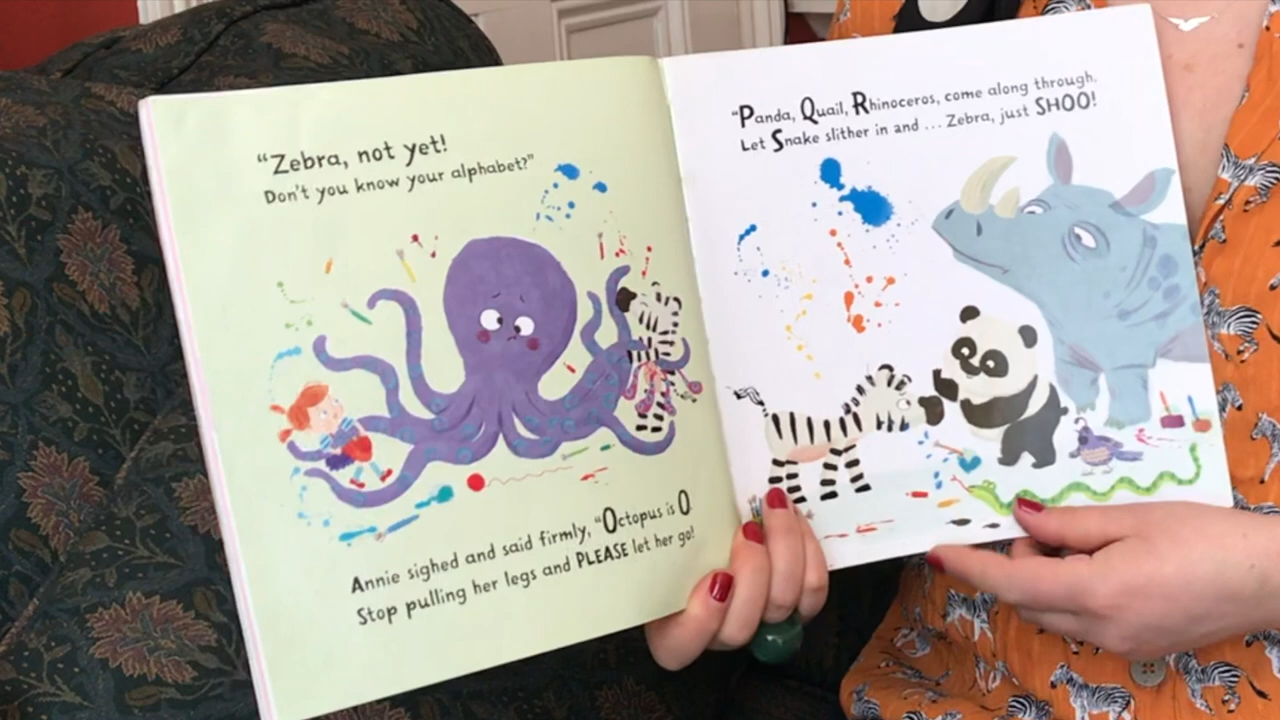 “Zebra, not yet!
Don't you know your alphabet?”
Annie sighed and said firmly, “Octopus is O
Stop pulling her legs and PLEASE let her go!
“Panda, Quail, Rhinoceros, come along through,
Let Snake slither in and ... Zebra, just SHOO!